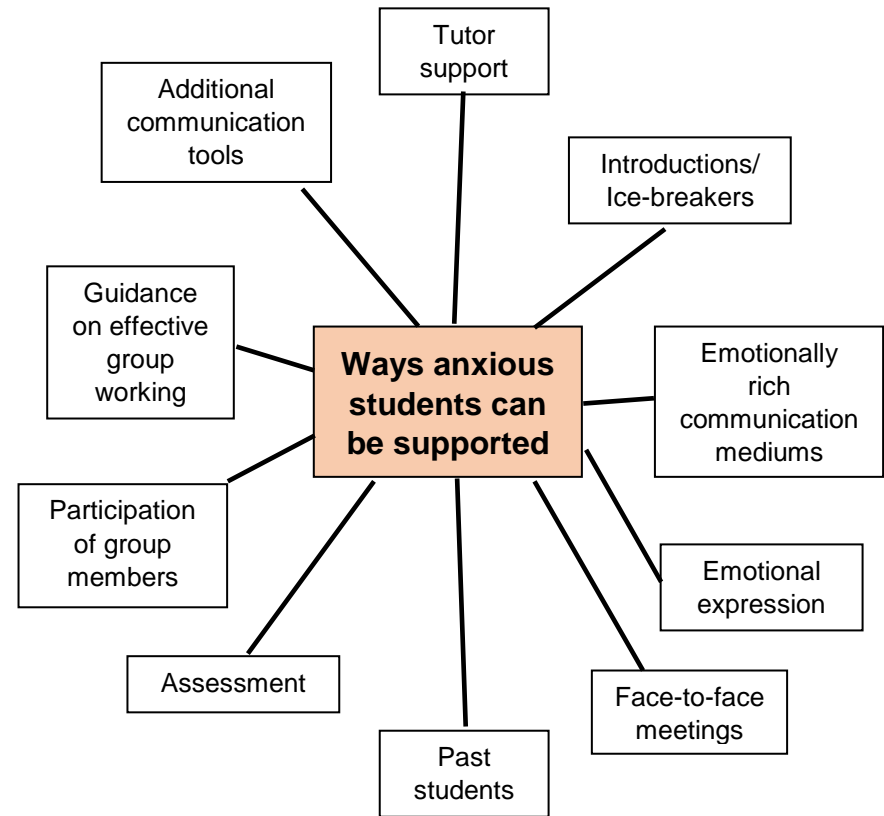 Tutor
support
Additional
communication
tools
Introductions/
Ice-breakers
Guidance
on effective
group
working
Ways anxious
students can
be supported
Emotionally
rich
communication
mediums
Participation
of group
members
Emotional
expression
Assessment
Face-to-face
meetings
Past
students